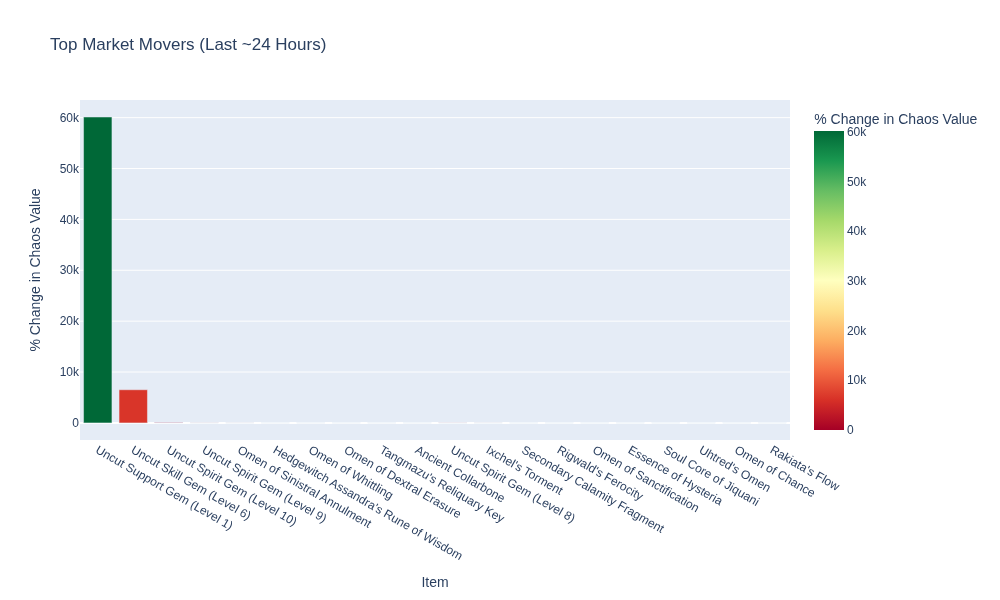 Top Market Movers (Last ~24 Hours)
% Change in Chaos Value
60k
50k
40k
30k
20k
10k
0
% Change in Chaos Value
60k
50k
40k
30k
20k
10k
0
Uncut Support Gem (Level 1)
Uncut Skill Gem (Level 6)
Uncut Spirit Gem (Level 10)
Uncut Spirit Gem (Level 9)
Omen of Sinistral Annulment
Hedgewitch Assandra's Rune of Wisdom
Omen of Whittling
Omen of Dextral Erasure
Tangmazu's Reliquary Key
Ancient Collarbone
Uncut Spirit Gem (Level 8)
Ixchel's Torment
Secondary Calamity Fragment
Rigwald's Ferocity
Omen of Sanctification
Essence of Hysteria
Soul Core of Jiquani
Uhtred's Omen
Omen of Chance
Rakiata's Flow
Item